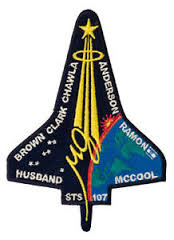 BROWN CLARK CHAWLA
ANDERSON
RAMON
HUSBAND
MCCOOL
STS 107